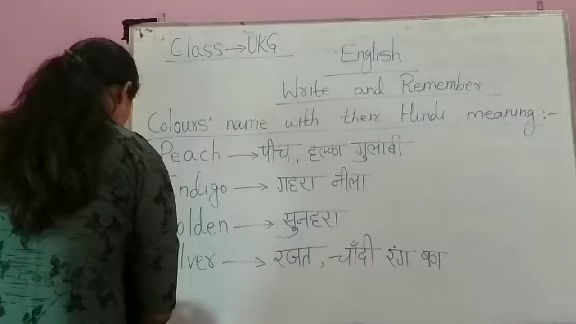 Class→UKG
English
Write and Remember
Colours' name with their Hindi meaning:-
Peach → पीच, हल्का गुलाबी
Indigo → गहरा नीला
olden → सुनहरा
lver → रजत, चाँदी रंग का